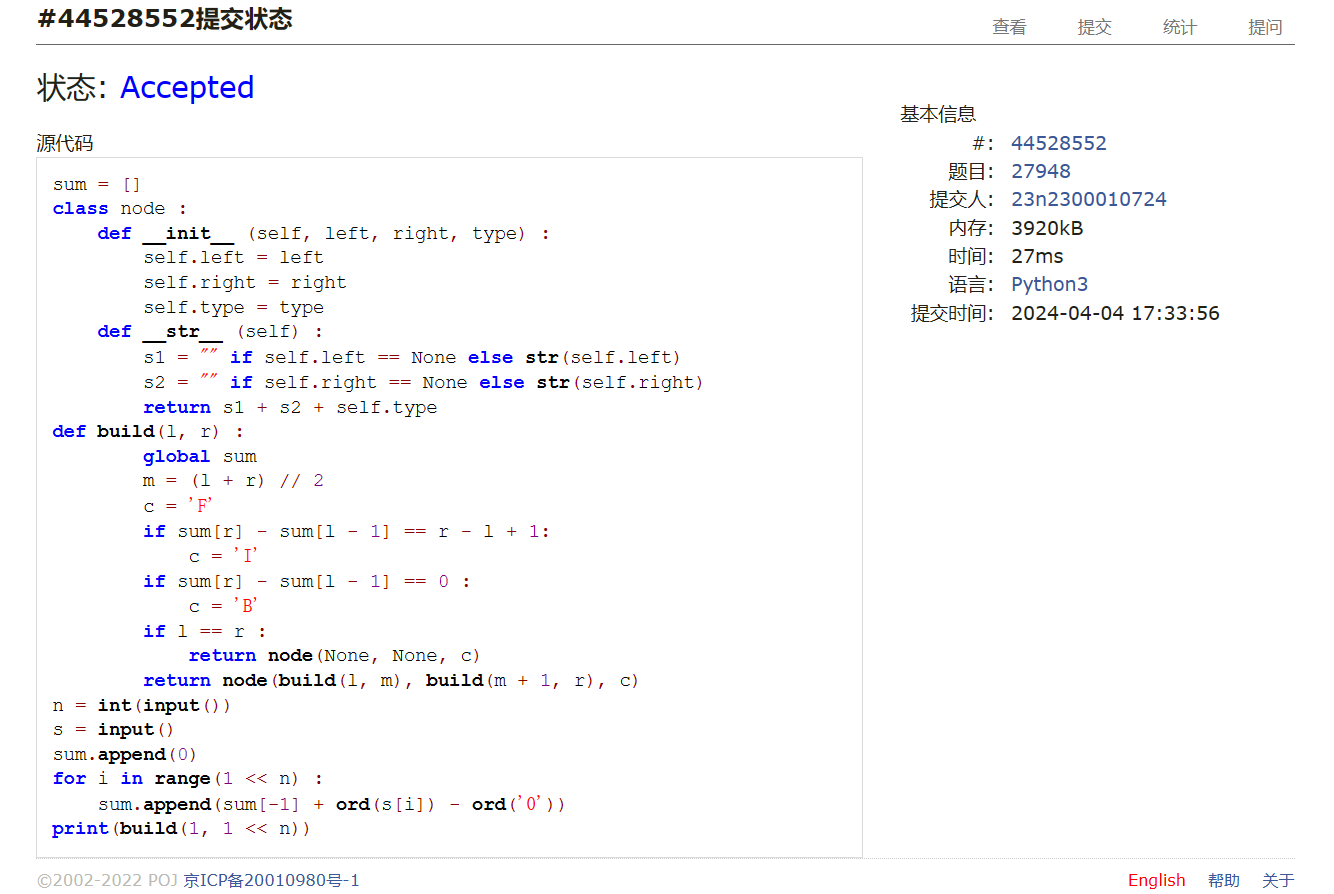 #44528552提交状态
查看 提交 统计 提问
状态: Accepted
源代码
sum = []
class node :
    def __init__ (self, left, right, type) :
        self.left = left
        self.right = right
        self.type = type
    def __str__ (self) :
        s1 = "" if self.left == None else str(self.left)
        s2 = "" if self.right == None else str(self.right)
        return s1 + s2 + self.type
def build(l, r) :
        global sum
        m = (l + r) // 2
        c = 'F'
        if sum[r] - sum[l - 1] == r - l + 1:
            c = 'I'
        if sum[r] - sum[l - 1] == 0 :
            c = 'B'
        if l == r :
            return node(None, None, c)
        return node(build(l, m), build(m + 1, r), c)
n = int(input())
s = input()
sum.append(0)
for i in range(1 << n) :
    sum.append(sum[-1] + ord(s[i]) - ord('0'))
print(build(1, 1 << n))
基本信息
#: 44528552
题目: 27948
提交人: 23n2300010724
内存: 3920kB
时间: 27ms
语言: Python3
提交时间: 2024-04-04 17:33:56
©2002-2022 POJ 京ICP备20010980号-1
English 帮助 关于